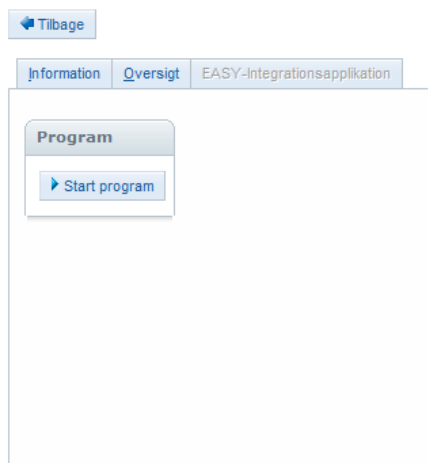 Tilbage
Information Oversigt EASY-Integrationsapplikation
Program
Start program